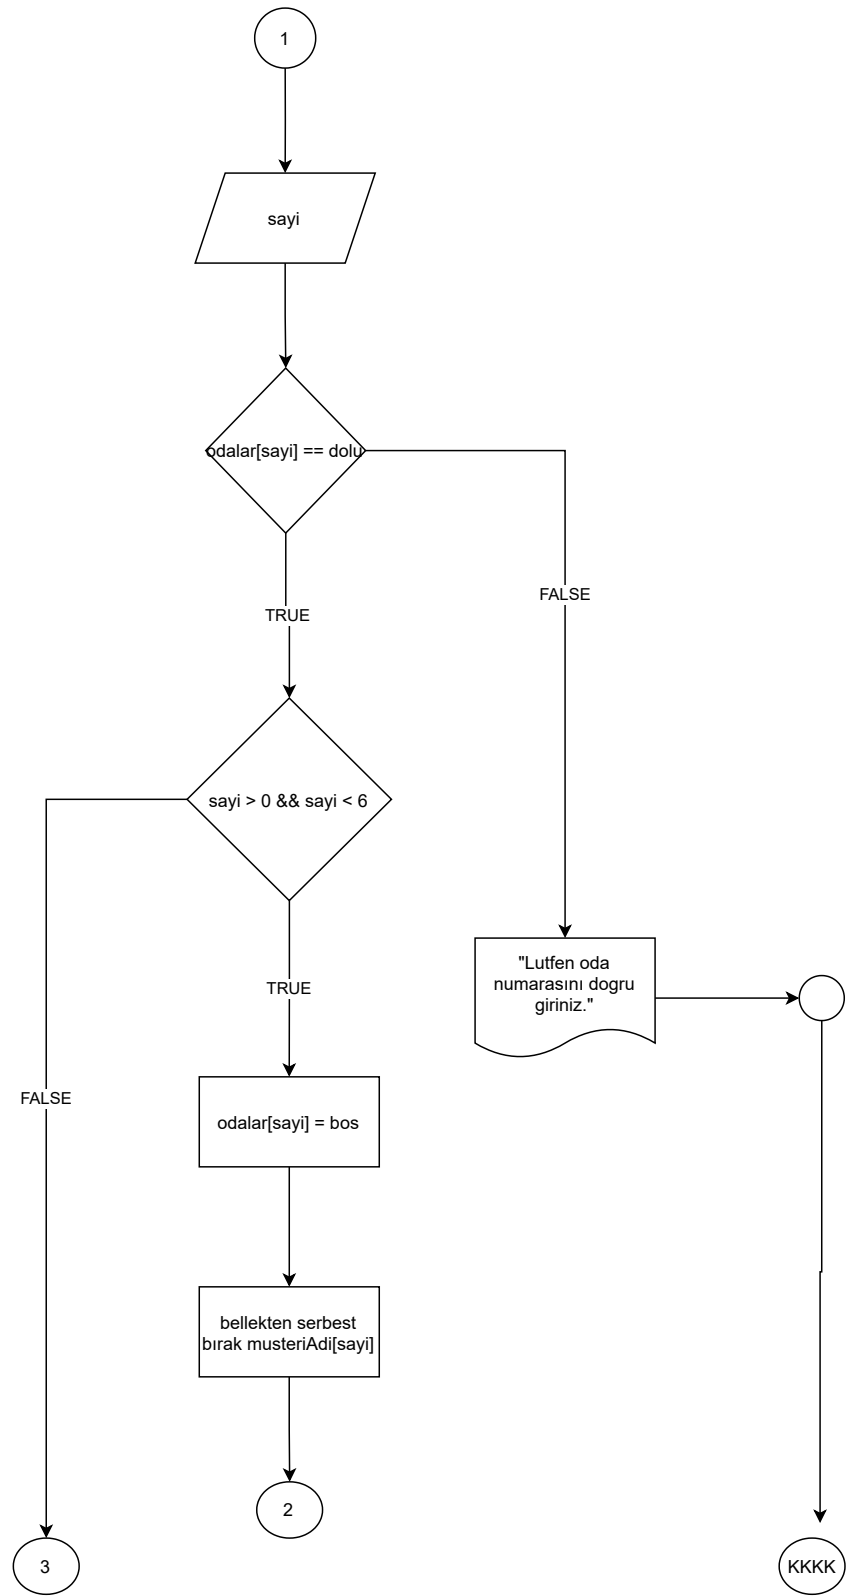 1
sayi
odalar[sayi] == dolu
TRUE
FALSE
sayi > 0 && sayi < 6
"Lutfen oda
numarasını dogru
giriniz."
TRUE
FALSE
odalar[sayi] = bos
bellekten serbest
bırak musteriAdi[sayi]
2
3
KKKK